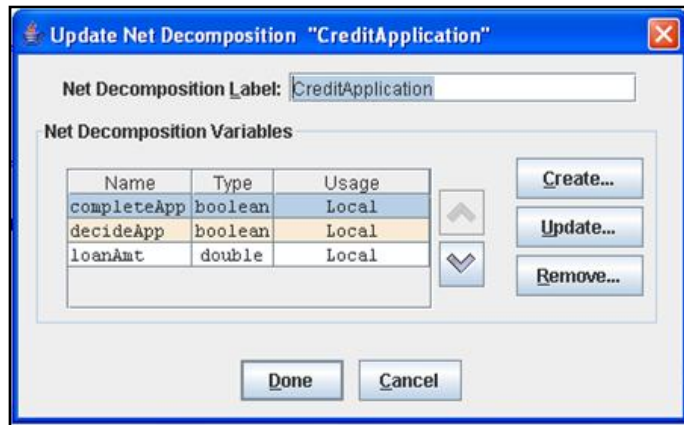 Update Net Decomposition "CreditApplication"
Net Decomposition Label: CreditApplication
Net Decomposition Variables
Name Type Usage
completeApp boolean Local
decideApp boolean Local
loanAmt double Local
Create...
Update...
Remove...
Done Cancel